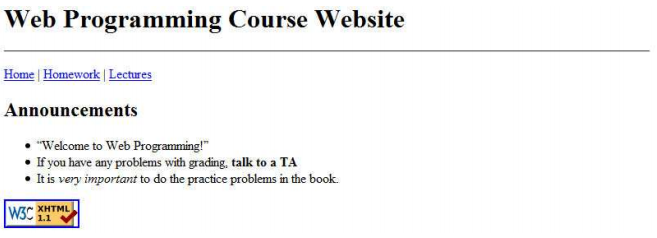 Web Programming Course Website
Home | Homework | Lectures
Announcements
“Welcome to Web Programming!”
If you have any problems with grading, talk to a TA
It is very important to do the practice problems in the book.
W3C XHTML
1.1